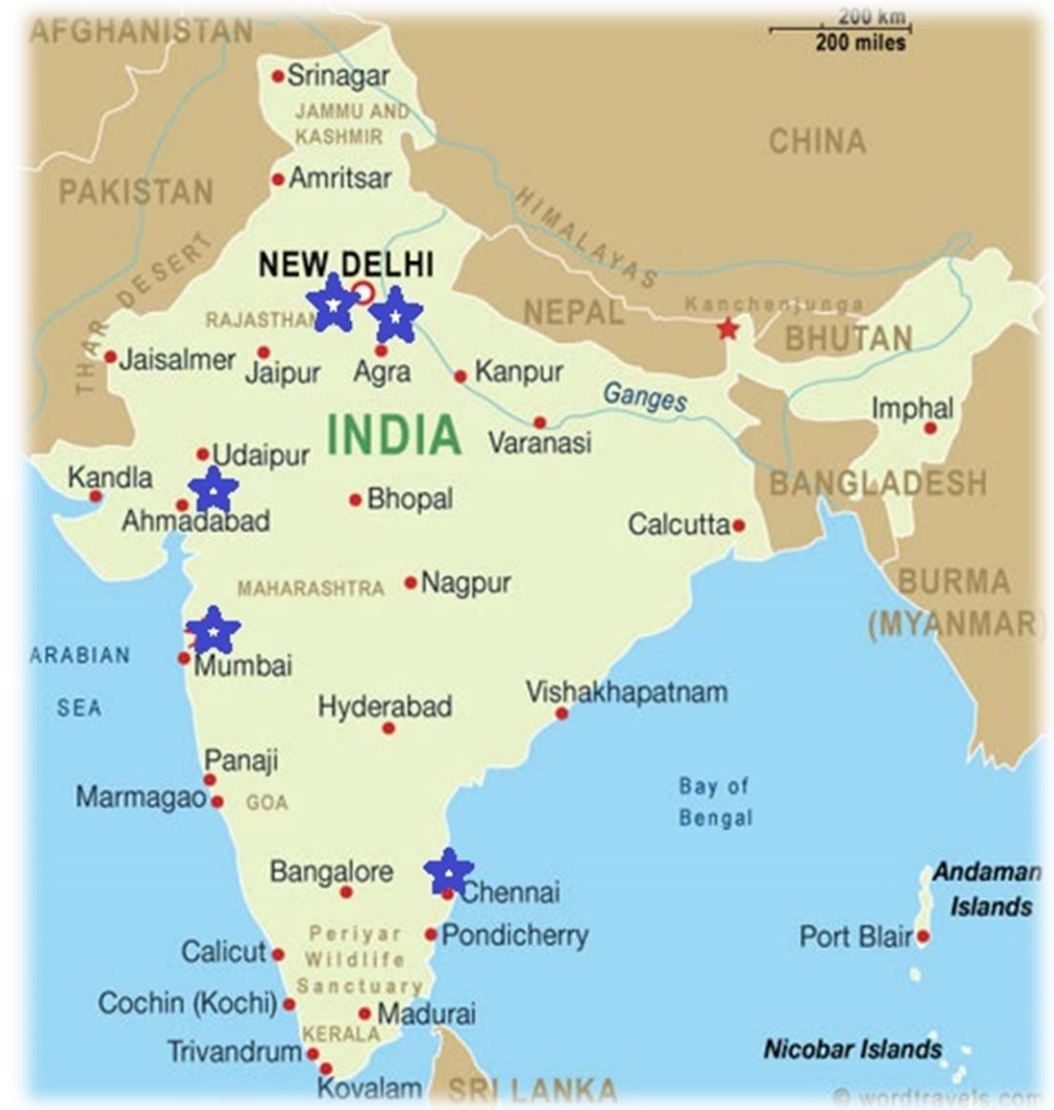 200 km
200 miles
AFGHANISTAN
Srinagar
JAMMU AND
KASHMIR
CHINA
Amritsar
PAKISTAN
HIMALAYAS
THAR DESERT
NEW DELHI
RAJASTHAN
NEPAL
Kanchenjunga
BHUTAN
Jaisalmer
Jaipur
Agra
Kanpur
Ganges
Imphal
INDIA
Varanasi
Udaipur
Kandla
BANGLADESH
Bhopal
Ahmadabad
Calcutta
MAHARASHTRA
Nagpur
BURMA
(MYANMAR)
ARABIAN
SEA
Mumbai
Vishakhapatnam
Hyderabad
Panaji
Marmagao
GOA
Bay of
Bengal
Bangalore
Chennai
Andaman
Islands
Periyar
Wildlife
Sanctuary
Pondicherry
Port Blair
Calicut
Cochin (Kochi)
Madurai
KERALA
Trivandrum
Nicobar Islands
Kovalam
SRI LANKA
© wordtravels.com